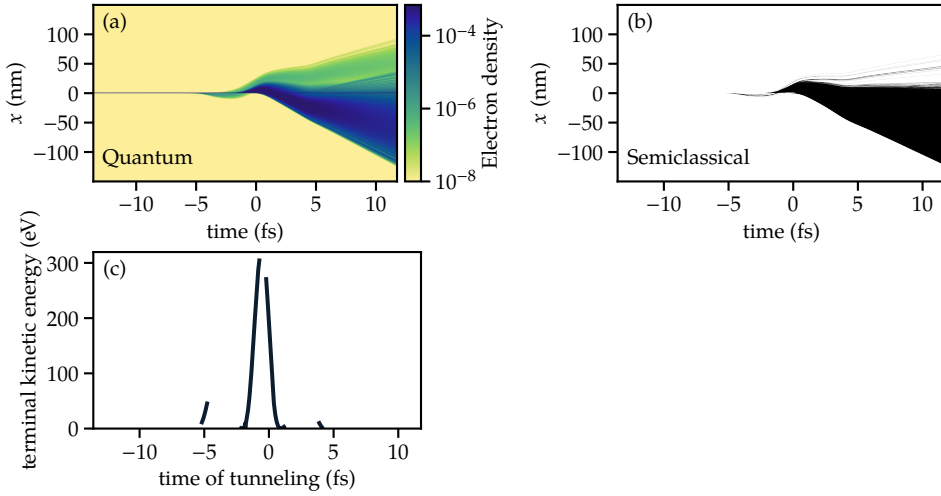 (a)
100
50
0
−50
−100
x (nm)
Quantum
−10
−5
0
5
10
time (fs)
10⁻⁴
10⁻⁶
10⁻⁸
Electron density
(b)
100
50
0
−50
−100
x (nm)
Semiclassical
−10
−5
0
5
10
time (fs)
(c)
300
200
100
0
terminal kinetic energy (eV)
−10
−5
0
5
10
time of tunneling (fs)